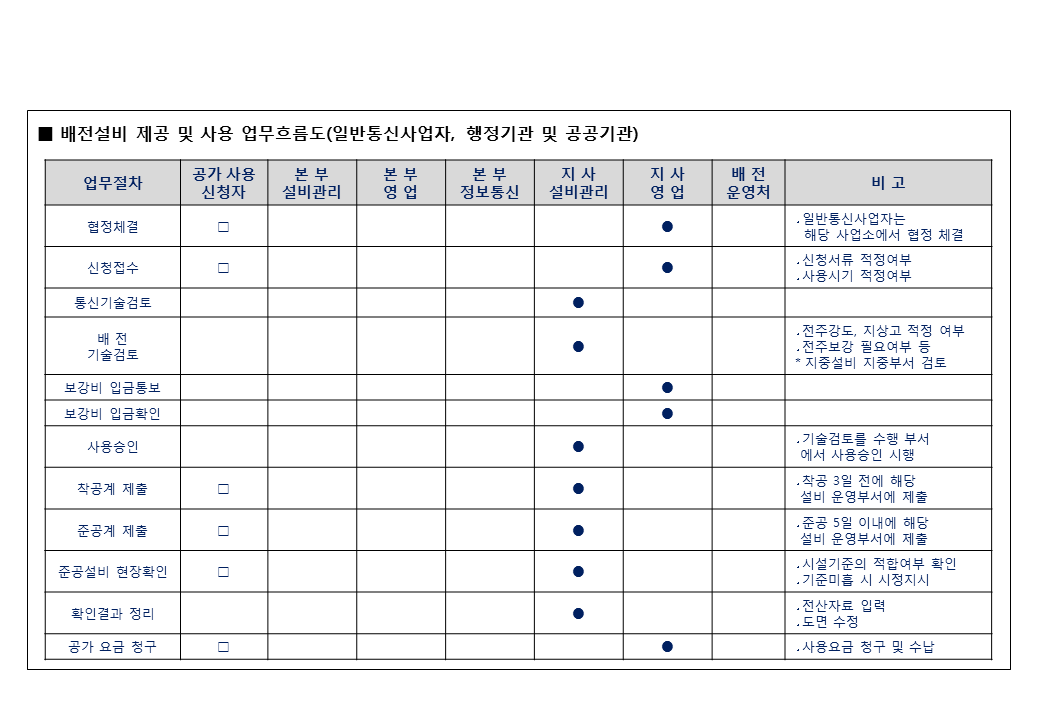 ■ 배전설비 제공 및 사용 업무흐름도(일반통신사업자, 행정기관 및 공공기관)
업무절차 공가 사용 신청자 본 부 설비관리 본 부 영 업 본 부 정보통신 지 사 설비관리 지 사 영 업 배 전 운영처 비 고
협정체결 □ ● .일반통신사업자는
해당 사업소에서 협정 체결
신청접수 □ ● .신청서류 적정여부
.사용시기 적정여부
통신기술검토 ●
배 전
기술검토 ● .전주강도, 지상고 적정 여부
.전주보강 필요여부 등
* 지중설비 지중부서 검토
보강비 입금통보 ●
보강비 입금확인 ●
사용승인 ● .기술검토를 수행 부서
에서 사용승인 시행
착공계 제출 □ ● .착공 3일 전에 해당
설비 운영부서에 제출
준공계 제출 □ ● .준공 5일 이내에 해당
설비 운영부서에 제출
준공설비 현장확인 □ ● .시설기준의 적합여부 확인
.기준미흡 시 시정지시
확인결과 정리 ● .전산자료 입력
.도면 수정
공가 요금 청구 □ ● .사용요금 청구 및 수납